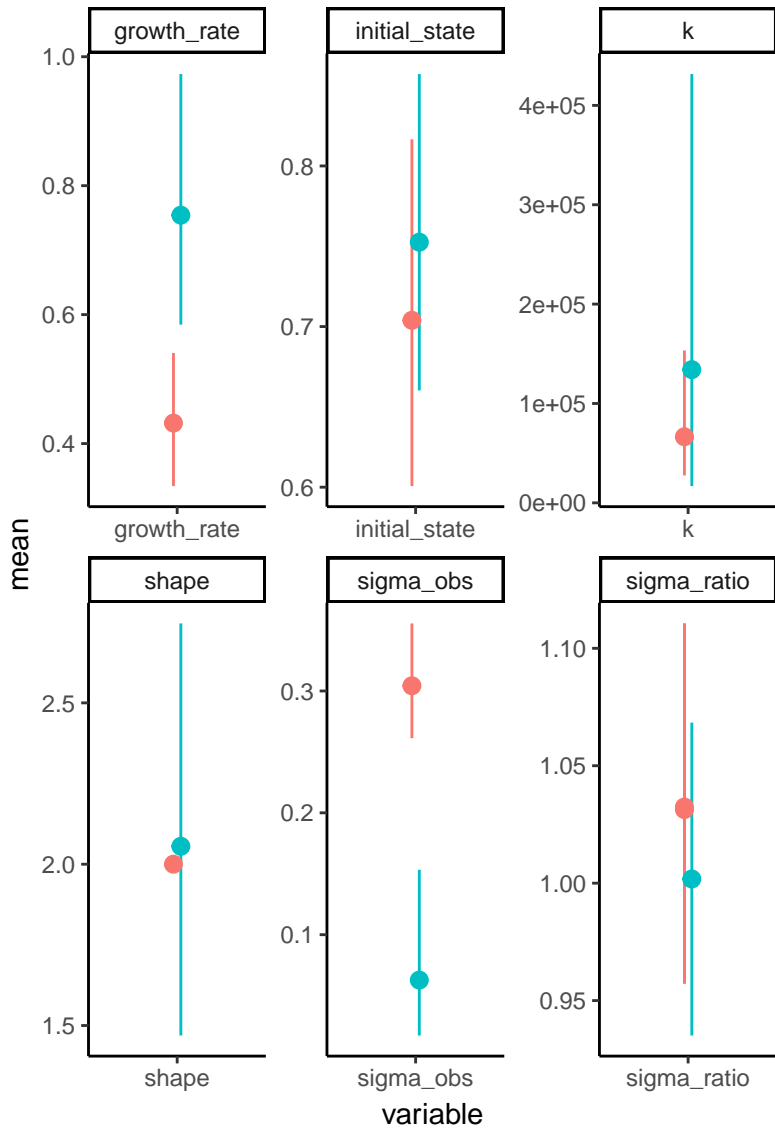 growth_rate
initial_state
k
1.0
0.8
0.6
0.4
0.8
0.7
0.6
4e+05
3e+05
2e+05
1e+05
0e+00
growth_rate
initial_state
k
mean
shape
sigma_obs
sigma_ratio
2.5
2.0
1.5
0.3
0.2
0.1
1.10
1.05
1.00
0.95
shape
sigma_obs
sigma_ratio
variable